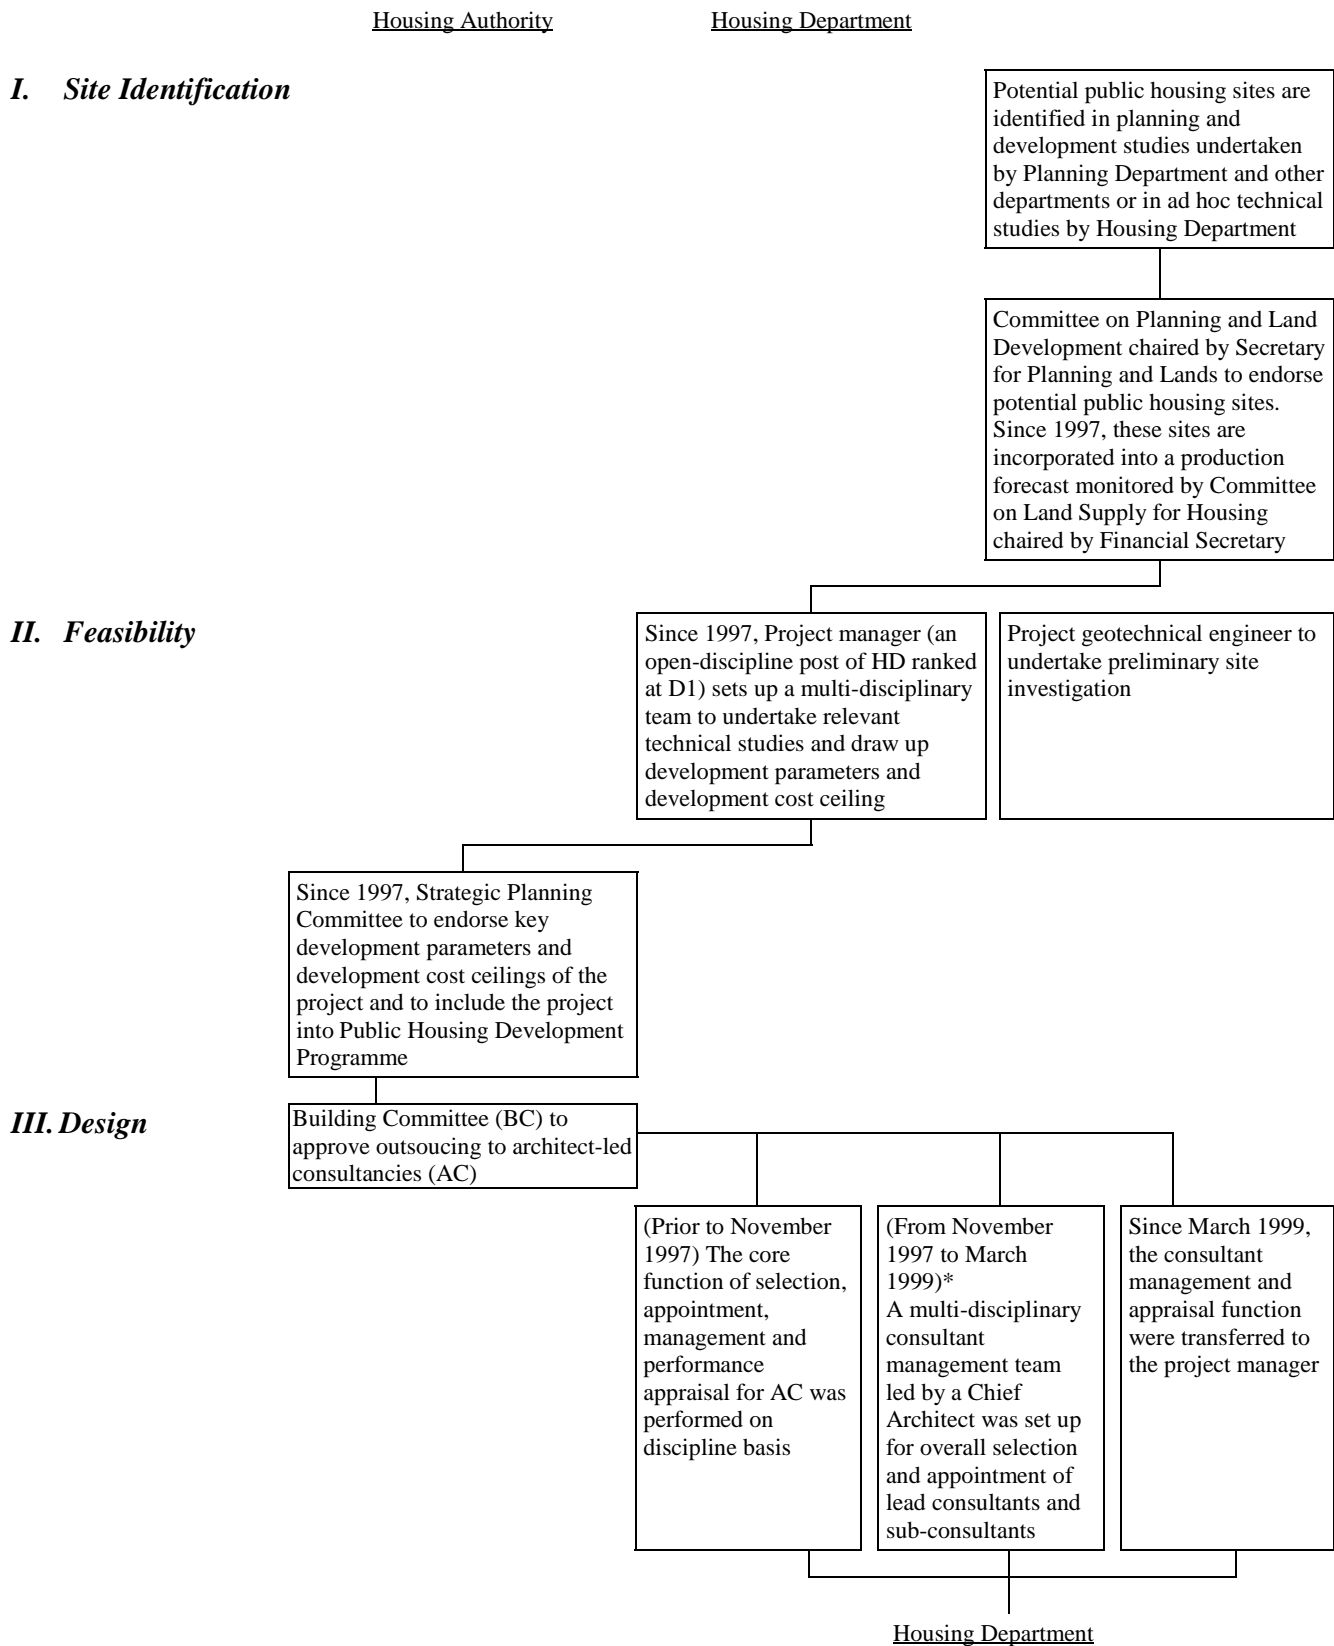 Housing Authority
Housing Department
I. Site Identification
Potential public housing sites are
identified in planning and
development studies undertaken
by Planning Department and other
departments or in ad hoc technical
studies by Housing Department
Committee on Planning and Land
Development chaired by Secretary
for Planning and Lands to endorse
potential public housing sites.
Since 1997, these sites are
incorporated into a production
forecast monitored by Committee
on Land Supply for Housing
chaired by Financial Secretary
II. Feasibility
Since 1997, Project manager (an
open-discipline post of HD ranked
at D1) sets up a multi-disciplinary
team to undertake relevant
technical studies and draw up
development parameters and
development cost ceiling
Project geotechnical engineer to
undertake preliminary site
investigation
Since 1997, Strategic Planning
Committee to endorse key
development parameters and
development cost ceilings of the
project and to include the project
into Public Housing Development
Programme
III. Design
Building Committee (BC) to
approve outsoucing to architect-led
consultancies (AC)
(Prior to November
1997) The core
function of selection,
appointment,
management and
performance
appraisal for AC was
performed on
discipline basis
(From November
1997 to March
1999)*
A multi-disciplinary
consultant
management team
led by a Chief
Architect was set up
for overall selection
and appointment of
lead consultants and
sub-consultants
Since March 1999,
the consultant
management and
appraisal function
were transferred to
the project manager
Housing Department